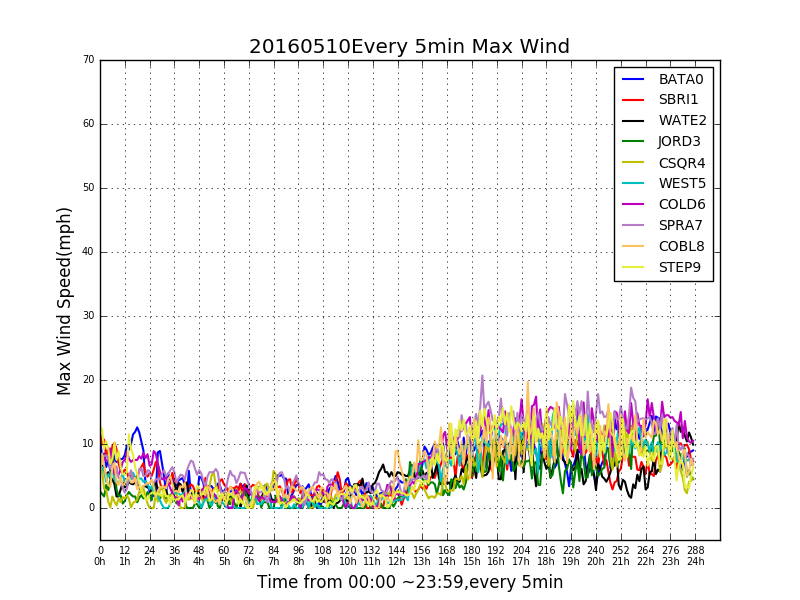 20160510Every 5min Max Wind
70
60
50
40
30
20
10
0
Max Wind Speed(mph)
BATA0
SBRI1
WATE2
JORD3
CSQR4
WEST5
COLD6
SPRA7
COBL8
STEP9
0 12 24 36 48 60 72 84 96 108 120 132 144 156 168 180 192 204 216 228 240 252 264 276 288
0h 1h 2h 3h 4h 5h 6h 7h 8h 9h 10h 11h 12h 13h 14h 15h 16h 17h 18h 19h 20h 21h 22h 23h 24h
Time from 00:00 ~23:59,every 5min